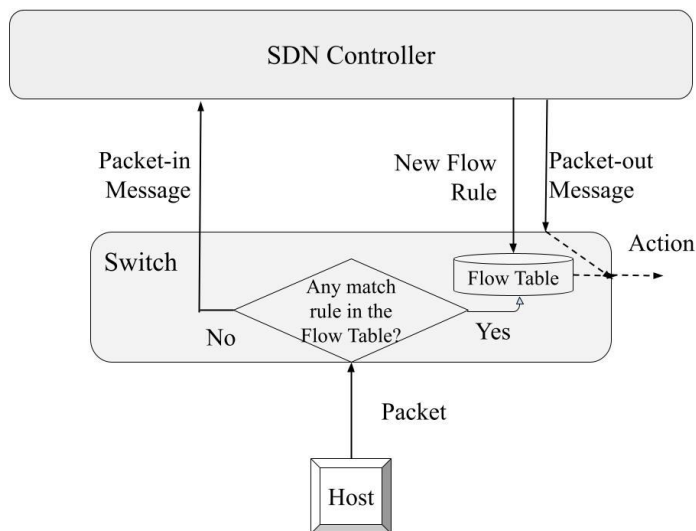 SDN Controller
Packet-in
Message
New Flow
Rule
Packet-out
Message
Action
Switch
Any match
rule in the
Flow Table?
Flow Table
No
Yes
Packet
Host